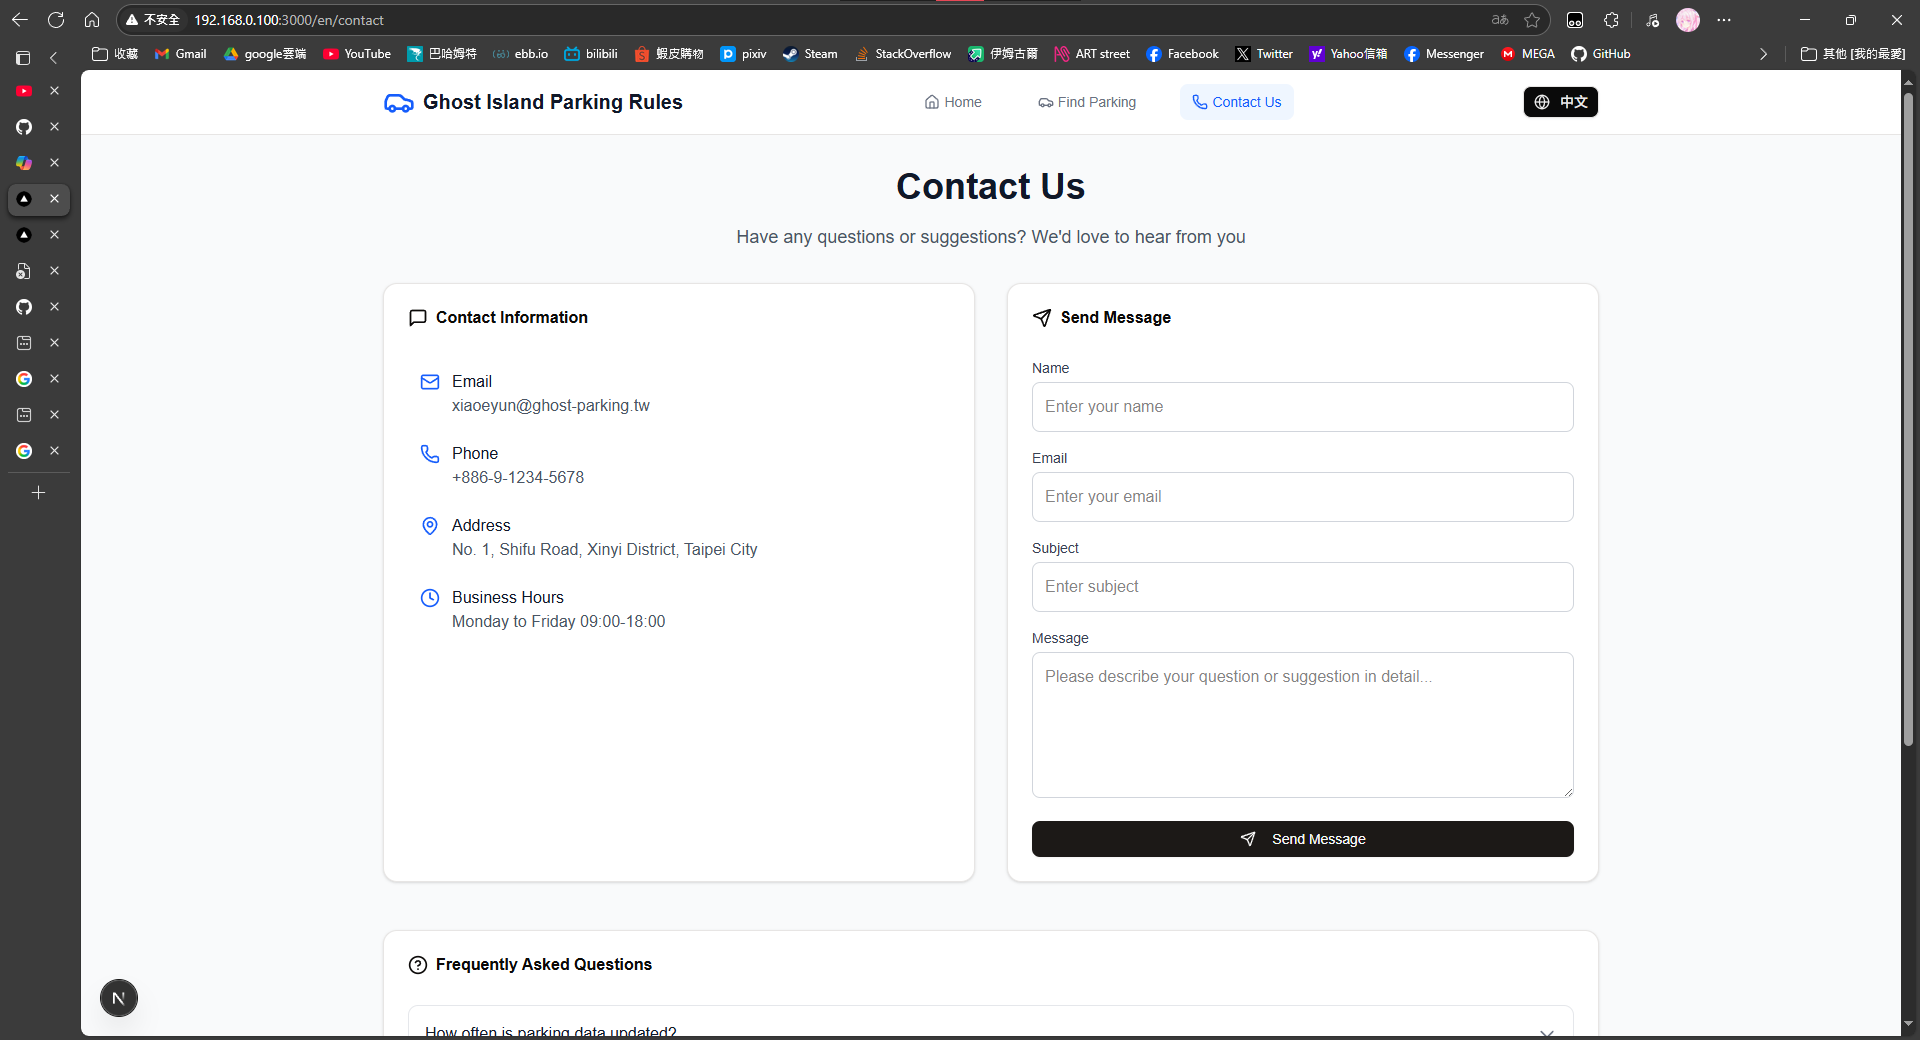 不安全 192.168.0.100:3000/en/contact aあ
收藏 Gmail google雲端 YouTube 巴哈姆特 ebb.io bilibili 蝦皮購物 pixiv Steam StackOverflow 伊姆古爾 ART street Facebook Twitter Yahoo信箱 Messenger MEGA GitHub 其他 [我的最愛]
Ghost Island Parking Rules Home Find Parking Contact Us 中文
Contact Us
Have any questions or suggestions? We'd love to hear from you
Contact Information
Email
xiaoeyun@ghost-parking.tw
Phone
+886-9-1234-5678
Address
No. 1, Shifu Road, Xinyi District, Taipei City
Business Hours
Monday to Friday 09:00-18:00
Send Message
Name
Enter your name
Email
Enter your email
Subject
Enter subject
Message
Please describe your question or suggestion in detail...
Send Message
Frequently Asked Questions
How often is parking data updated?
N